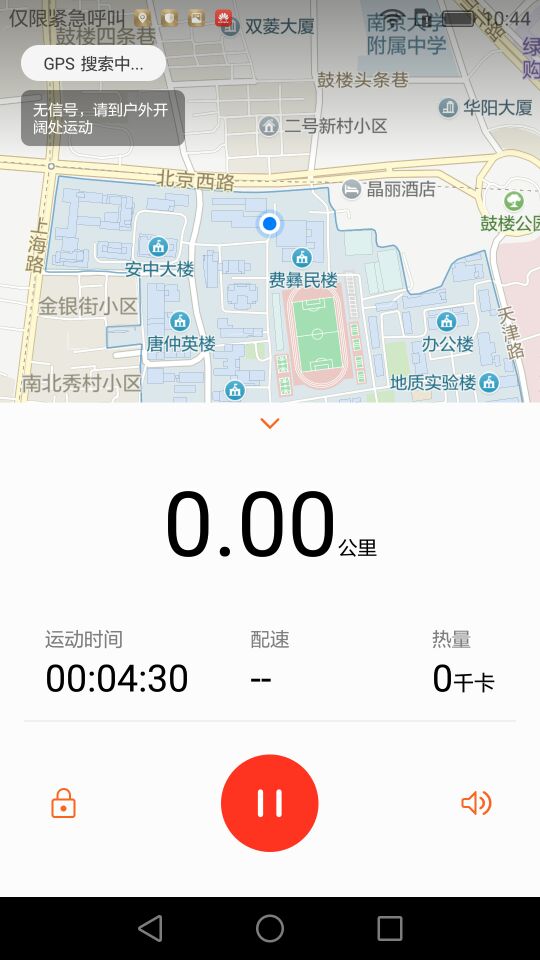 仅限紧急呼叫
10:44
双菱大厦
南京大学
附属中学
鼓楼四条巷
GPS 搜索中...
鼓楼头条巷
绿
购
无信号，请到户外开
阔处运动
华阳大厦
二号新村小区
北京西路
晶丽酒店
鼓楼公园
上海路
安中大楼
费彝民楼
金银街小区
唐仲英楼
办公楼
天津路
南北秀村小区
地质实验楼
0.00公里
运动时间
配速
热量
00:04:30
--
0千卡